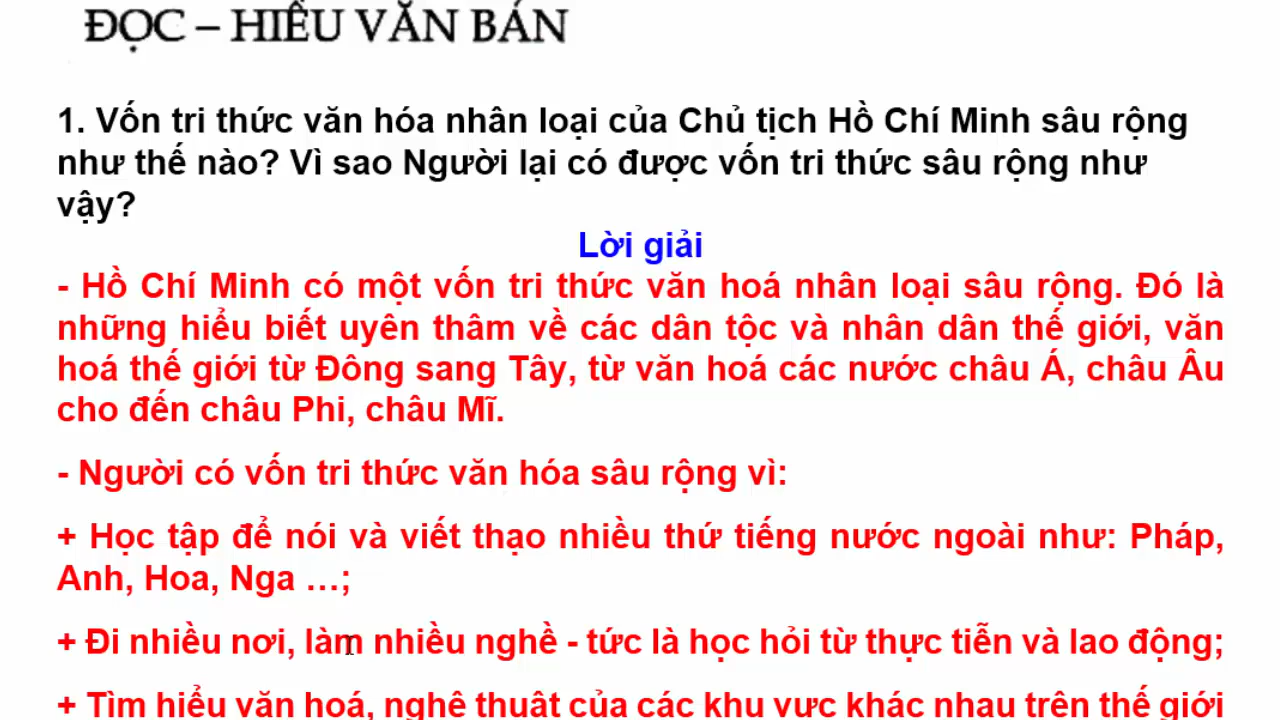 ĐỌC – HIỂU VĂN BẢN
1. Vốn tri thức văn hóa nhân loại của Chủ tịch Hồ Chí Minh sâu rộng
như thế nào? Vì sao Người lại có được vốn tri thức sâu rộng như
vậy?
Lời giải
- Hồ Chí Minh có một vốn tri thức văn hoá nhân loại sâu rộng. Đó là
những hiểu biết uyên thâm về các dân tộc và nhân dân thế giới, văn
hoá thế giới từ Đông sang Tây, từ văn hoá các nước châu Á, châu Âu
cho đến châu Phi, châu Mĩ.
- Người có vốn tri thức văn hóa sâu rộng vì:
+ Học tập để nói và viết thạo nhiều thứ tiếng nước ngoài như: Pháp,
Anh, Hoa, Nga …;
+ Đi nhiều nơi, làm nhiều nghề - tức là học hỏi từ thực tiễn và lao động;
+ Tìm hiểu văn hoá, nghệ thuật của các khu vực khác nhau trên thế giới